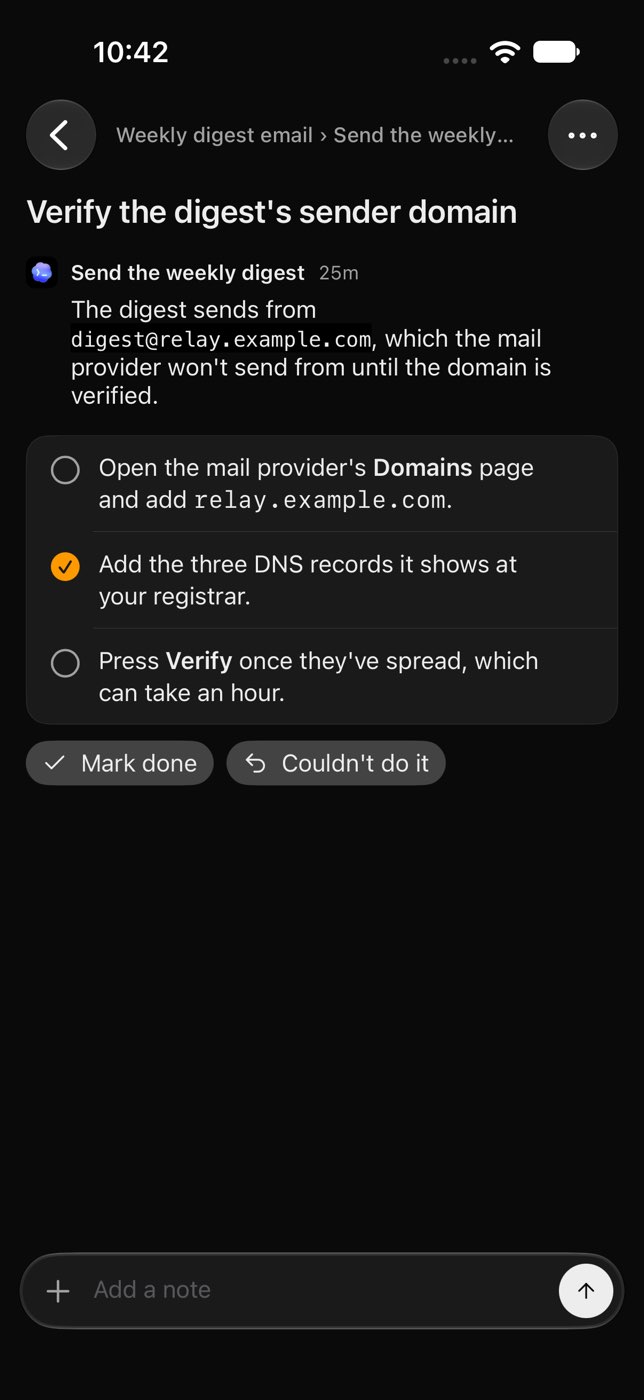 10:42
Weekly digest email › Send the weekly...
Verify the digest's sender domain
Send the weekly digest 25m
The digest sends from
digest@relay.example.com, which the mail
provider won't send from until the domain is
verified.
Open the mail provider's Domains page
and add relay.example.com.
Add the three DNS records it shows at
your registrar.
Press Verify once they've spread, which
can take an hour.
Mark done
Couldn't do it
Add a note